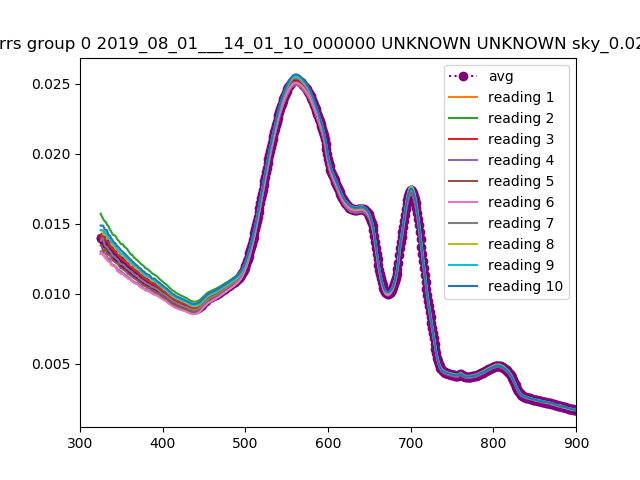 rrs group 0 2019_08_01___14_01_10_000000 UNKNOWN UNKNOWN sky_0.02
0.025
0.020
0.015
0.010
0.005
300 400 500 600 700 800 900
avg
reading 1
reading 2
reading 3
reading 4
reading 5
reading 6
reading 7
reading 8
reading 9
reading 10